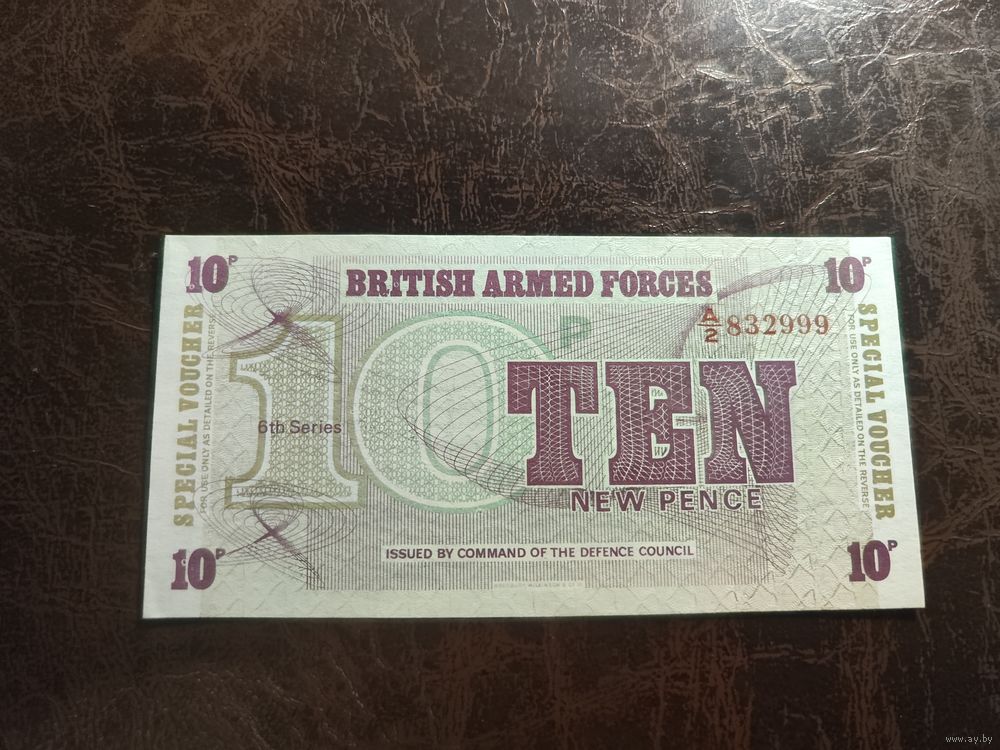 10P
BRITISH ARMED FORCES
10P
A/2 832999
SPECIAL VOUCHER
FOR USE ONLY AS DETAILED ON THE REVERSE
10P
TEN
6th Series
NEW PENCE
SPECIAL VOUCHER
FOR USE ONLY AS DETAILED ON THE REVERSE
ISSUED BY COMMAND OF THE DEFENCE COUNCIL
10P
10P
www.ay.by